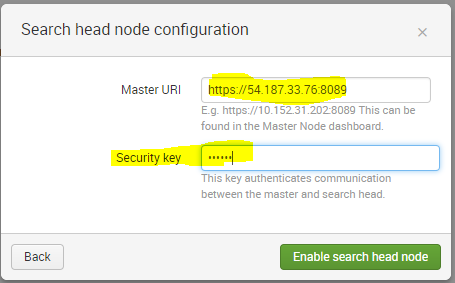 Search head node configuration
×
Master URI
https://54.187.33.76:8089
E.g. https://10.152.31.202:8089 This can be
found in the Master Node dashboard.
Security key
••••••
This key authenticates communication
between the master and search head.
Back
Enable search head node